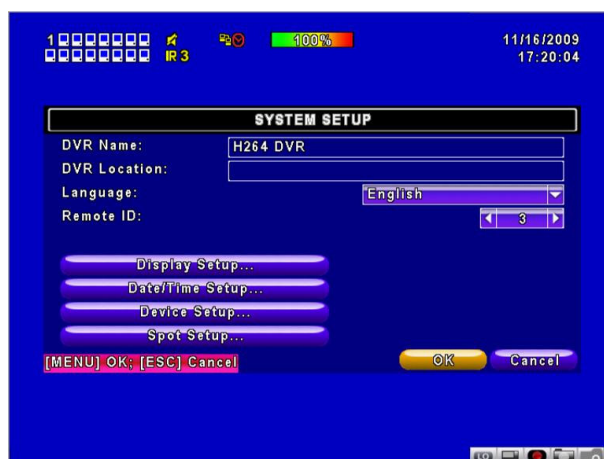 1
IR 3
100%
11/16/2009
17:20:04
SYSTEM SETUP
DVR Name: H264 DVR
DVR Location:
Language: English
Remote ID: 3
Display Setup...
Date/Time Setup...
Device Setup...
Spot Setup...
[MENU] OK; [ESC] Cancel
OK Cancel